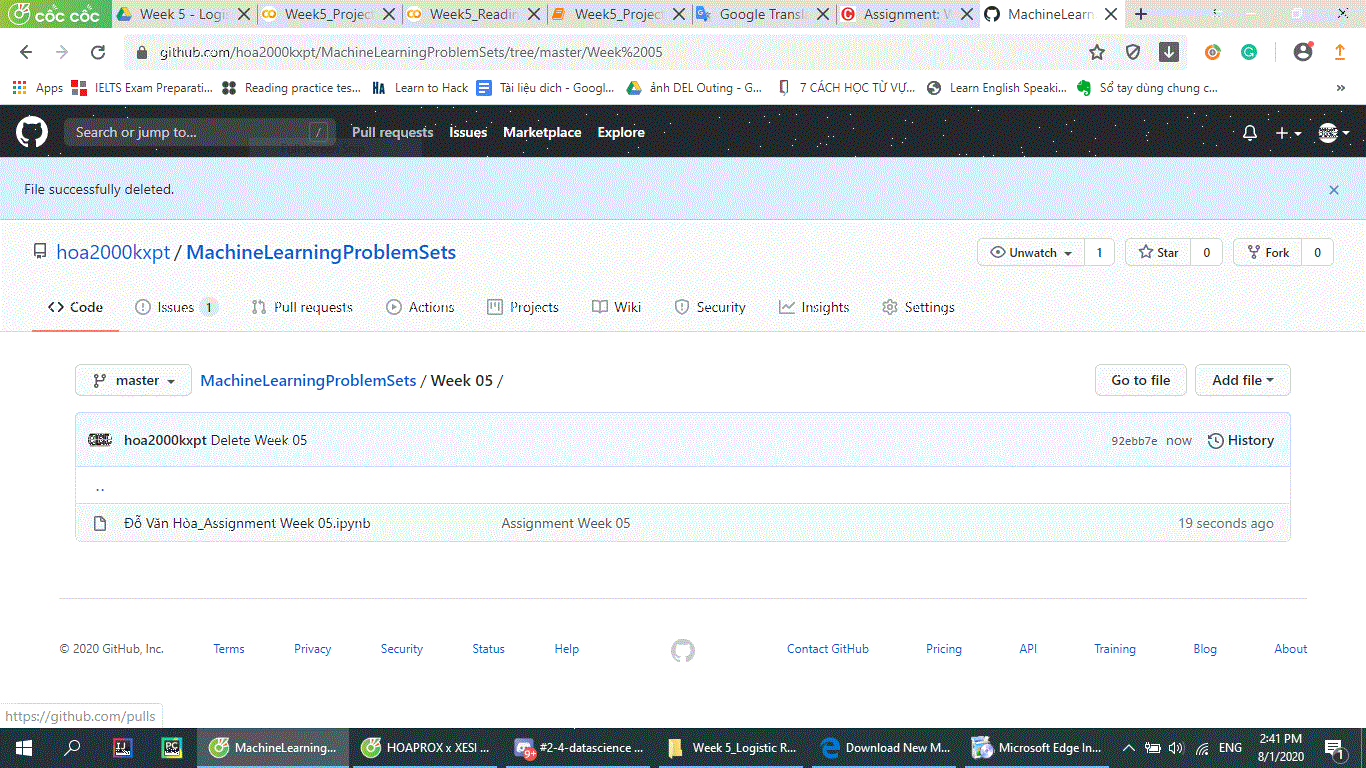 cốc cốc Week 5 - Logi Week5_Project Week5_Readin Week5_Project Google Transla Assignment: W MachineLearn
github.com/hoa2000kxpt/MachineLearningProblemSets/tree/master/Week%2005
Apps IELTS Exam Preparati... Reading practice tes... HA Learn to Hack Tài liệu dich - Googl... ảnh DEL Outing - G... 7 CÁCH HỌC TỪ VỰ... Learn English Speaki... Sổ tay dùng chung c... »
Search or jump to... / Pull requests Issues Marketplace Explore
File successfully deleted.
hoa2000kxpt / MachineLearningProblemSets Unwatch 1 Star 0 Fork 0
Code Issues 1 Pull requests Actions Projects Wiki Security Insights Settings
master MachineLearningProblemSets / Week 05 / Go to file Add file
hoa2000kxpt Delete Week 05 92ebb7e now History
..
Đỗ Văn Hòa_Assignment Week 05.ipynb Assignment Week 05 19 seconds ago
© 2020 GitHub, Inc. Terms Privacy Security Status Help Contact GitHub Pricing API Training Blog About
https://github.com/pulls
MachineLearning... HOAPROX x XESI ... 9+ #2-4-datascience ... Week 5_Logistic R... Download New M... Microsoft Edge In... ENG 2:41 PM
8/1/2020 1